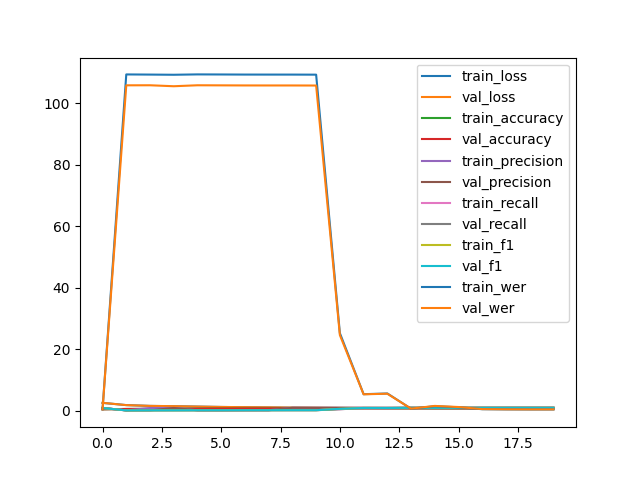 train_loss
val_loss
train_accuracy
val_accuracy
train_precision
val_precision
train_recall
val_recall
train_f1
val_f1
train_wer
val_wer
100
80
60
40
20
0
0.0 2.5 5.0 7.5 10.0 12.5 15.0 17.5